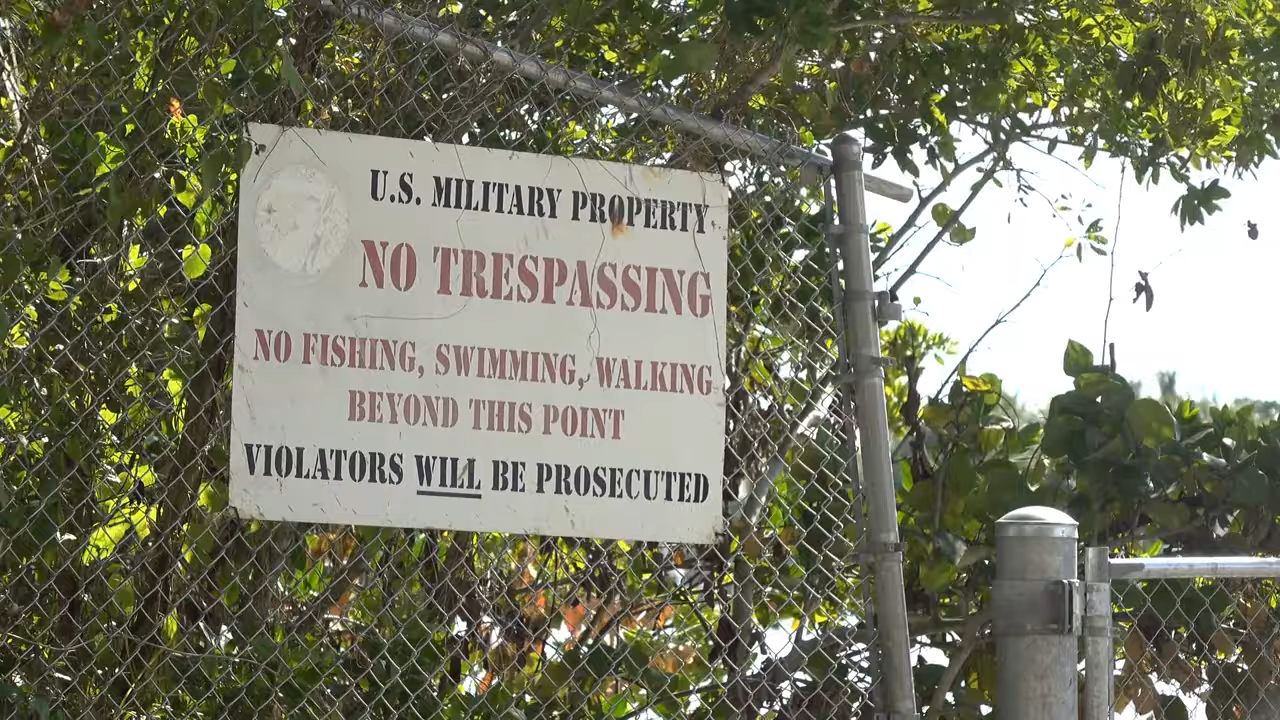 U.S. MILITARY PROPERTY
NO TRESPASSING
NO FISHING, SWIMMING, WALKING
BEYOND THIS POINT
VIOLATORS WILL BE PROSECUTED